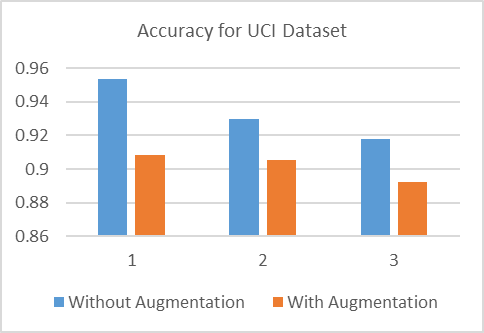 Accuracy for UCI Dataset
0.96
0.94
0.92
0.9
0.88
0.86
1 2 3
Without Augmentation With Augmentation